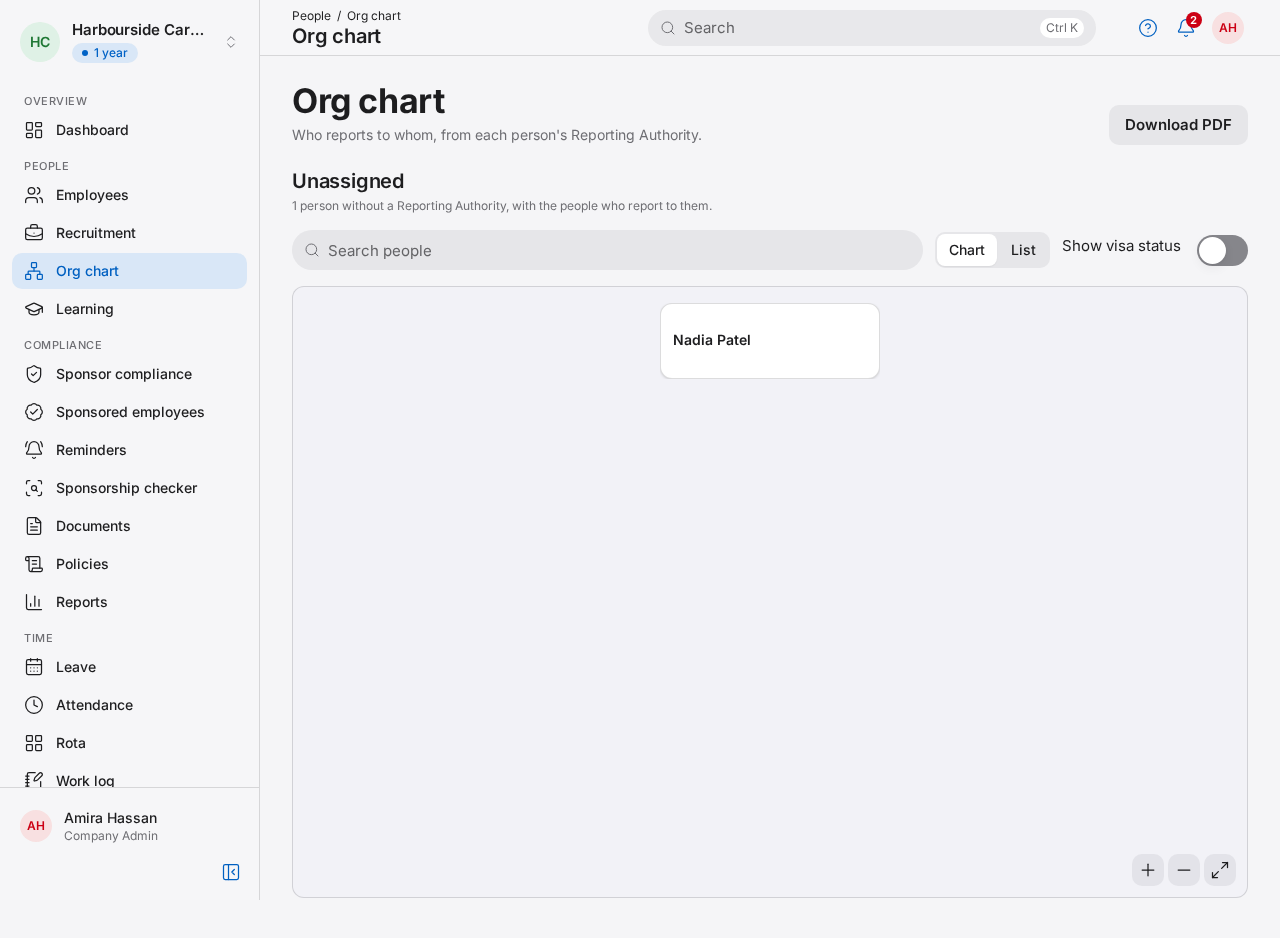 HC
Harbourside Car...
1 year
OVERVIEW
Dashboard
PEOPLE
Employees
Recruitment
Org chart
Learning
COMPLIANCE
Sponsor compliance
Sponsored employees
Reminders
Sponsorship checker
Documents
Policies
Reports
TIME
Leave
Attendance
Rota
Work log
AH
Amira Hassan
Company Admin
People / Org chart
Org chart
Search
Ctrl K
2
AH
Org chart
Who reports to whom, from each person's Reporting Authority.
Download PDF
Unassigned
1 person without a Reporting Authority, with the people who report to them.
Search people
Chart
List
Show visa status
Nadia Patel